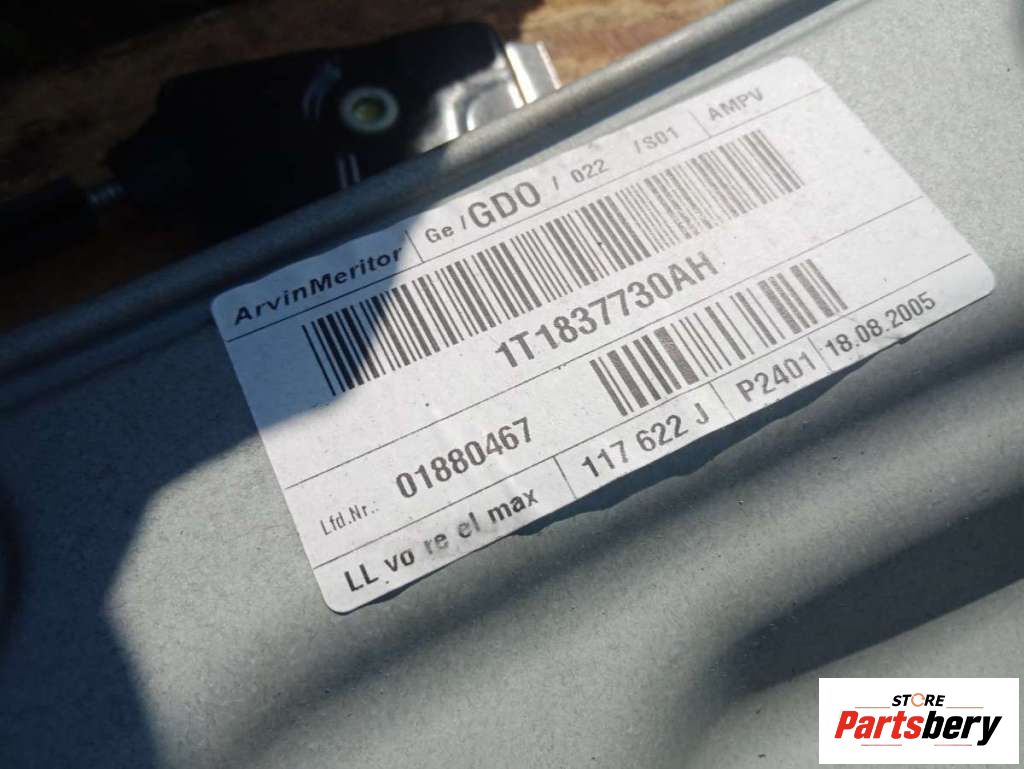 ArvinMeritor Ge / GDO / 022 / S01 AMPV
1T1837730AH
Lfd.Nr.: 01880467
LL vo re el max 117 622 J P2401 18.08.2005
STORE
Partsbery